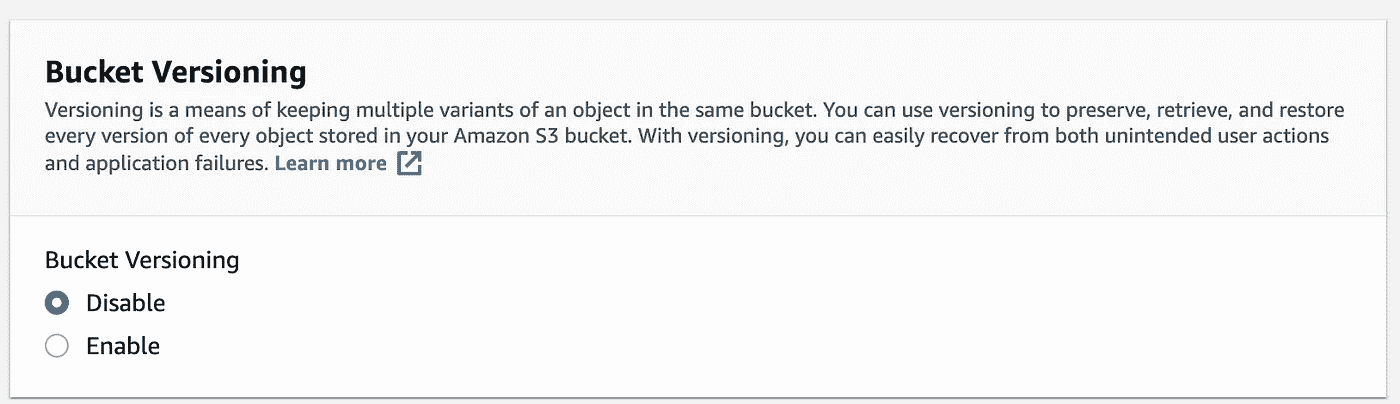 Bucket Versioning
Versioning is a means of keeping multiple variants of an object in the same bucket. You can use versioning to preserve, retrieve, and restore
every version of every object stored in your Amazon S3 bucket. With versioning, you can easily recover from both unintended user actions
and application failures. Learn more
Bucket Versioning
Disable
Enable